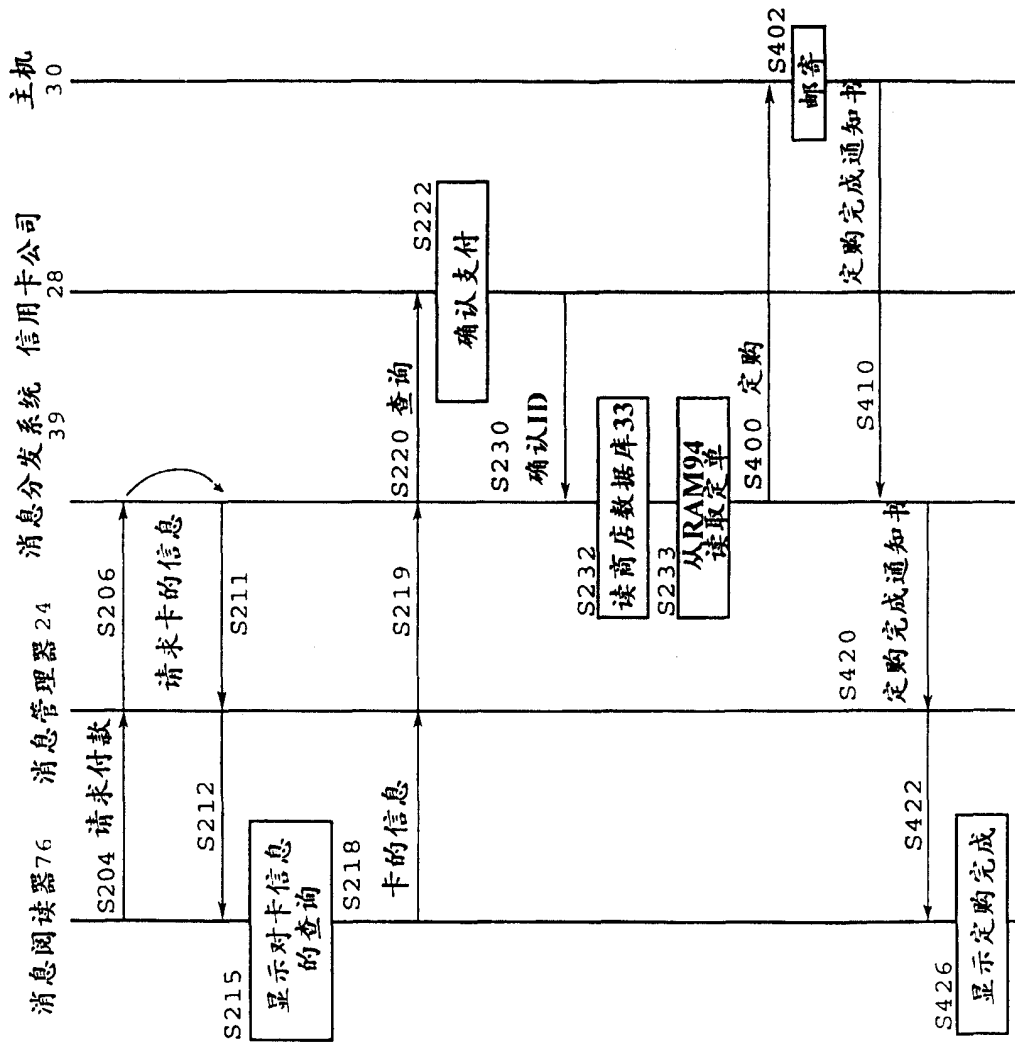 消息阅读器76
消息管理器24
消息分发系统
39
信用卡公司
28
主机
30
S204 请求付款
S206
请求卡的信息
S211
S212
S215
显示对卡信息
的查询
S218
卡的信息
S219
S220 查询
S222
确认支付
S230
确认ID
S232
读商店数据库33
S233
从RAM94
读取定单
S400 定购
S402
邮寄
定购完成通知书
S410
S420
定购完成通知书
S422
S426
显示定购完成